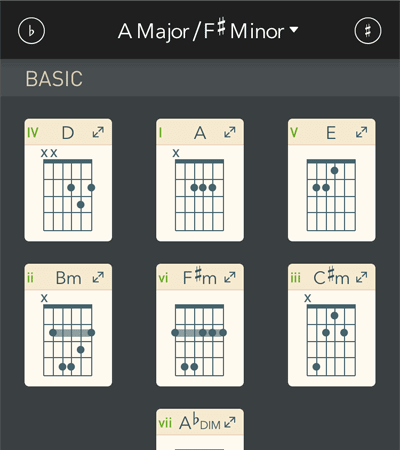 ♭ A Major/F♯ Minor ♯
BASIC
IV D
I A
V E
x x
x
ii Bm
vi F♯m
iii C♯m
x
x
vii A♭DIM